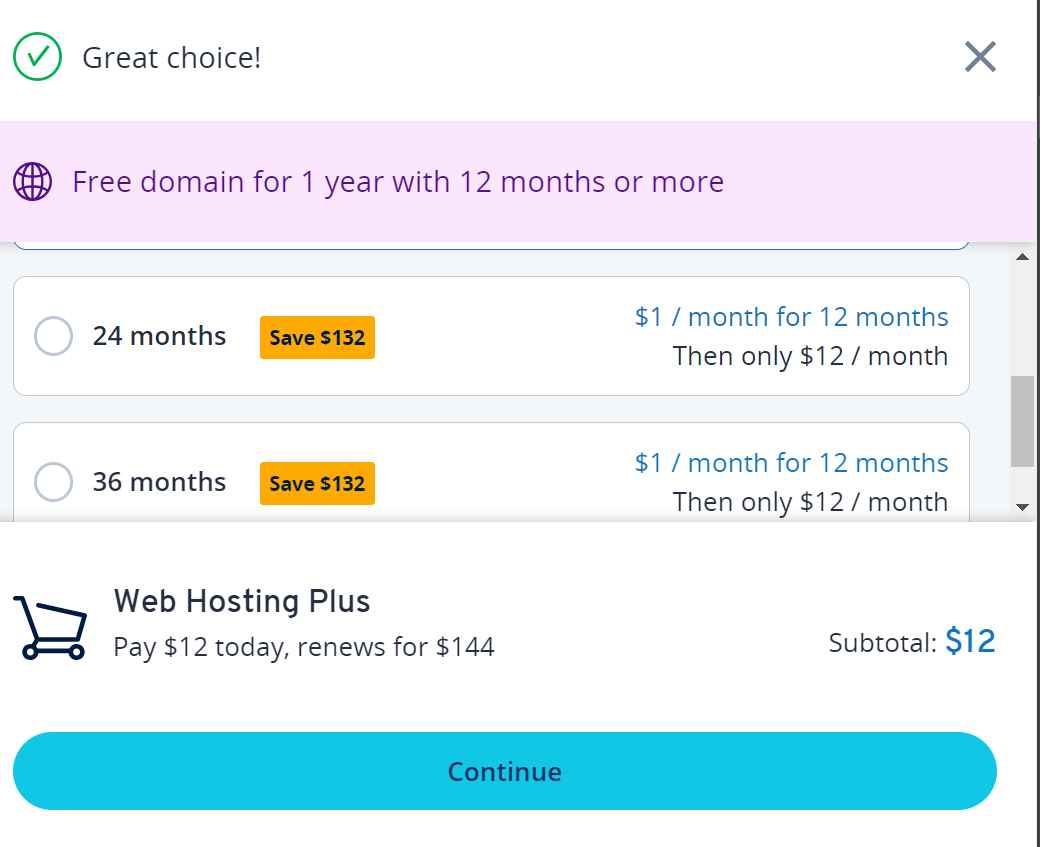 Great choice!
Free domain for 1 year with 12 months or more
24 months Save $132 $1 / month for 12 months
Then only $12 / month
36 months Save $132 $1 / month for 12 months
Then only $12 / month
Web Hosting Plus
Pay $12 today, renews for $144
Subtotal: $12
Continue